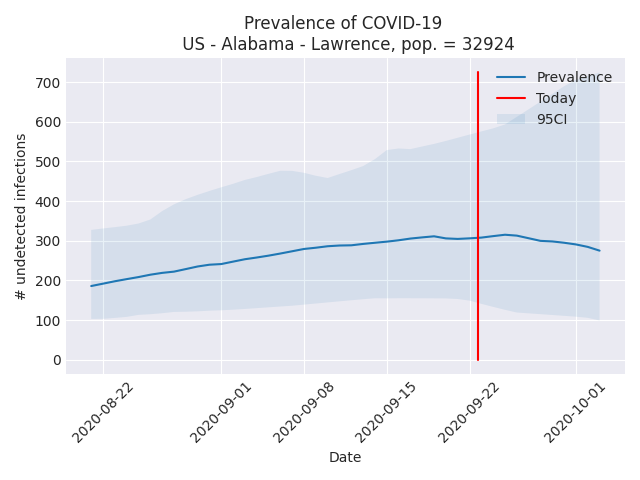 Prevalence of COVID-19
US - Alabama - Lawrence, pop. = 32924
700
600
500
400
300
200
100
0
# undetected infections
Prevalence
Today
95CI
2020-08-22
2020-09-01
2020-09-08
2020-09-15
2020-09-22
2020-10-01
Date